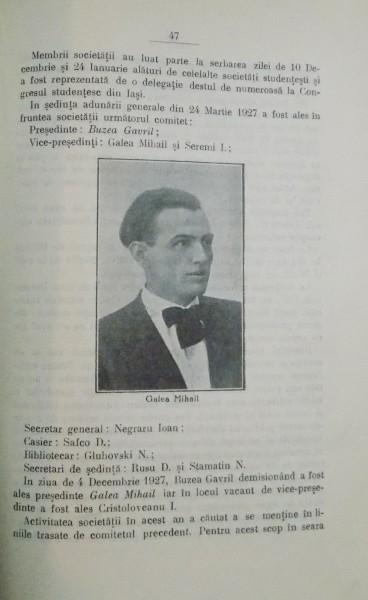 47
Membrii societății au luat parte la serbarea zilei de 10 De-
cembrie și 24 Ianuarie alături de celelalte societăți studențești și
a fost reprezentată de o delegație destul de numeroasă la Con-
gresul studențesc din Iași.
In ședința adunării generale din 24 Martie 1927 a fost ales în
fruntea societății următorul comitet:
Președinte: Buzea Gavril;
Vice-președinți: Galea Mihail și Seremi I.;
Galea Mihail
Secretar general: Negrazu Ioan;
Casier: Safco D.;
Bibliotecar: Gluhovski N.;
Secretari de ședință: Rusu D. și Stamatin N.
In ziua de 4 Decembrie 1927, Buzea Gavril demisionând a fost
ales președinte Galea Mihail iar în locul vacant de vice-preșe-
dinte a fost ales Cristoloveanu I.
Activitatea societății în acest an a căutat a se menține în li-
niile trasate de comitetul precedent. Pentru acest scop în seara